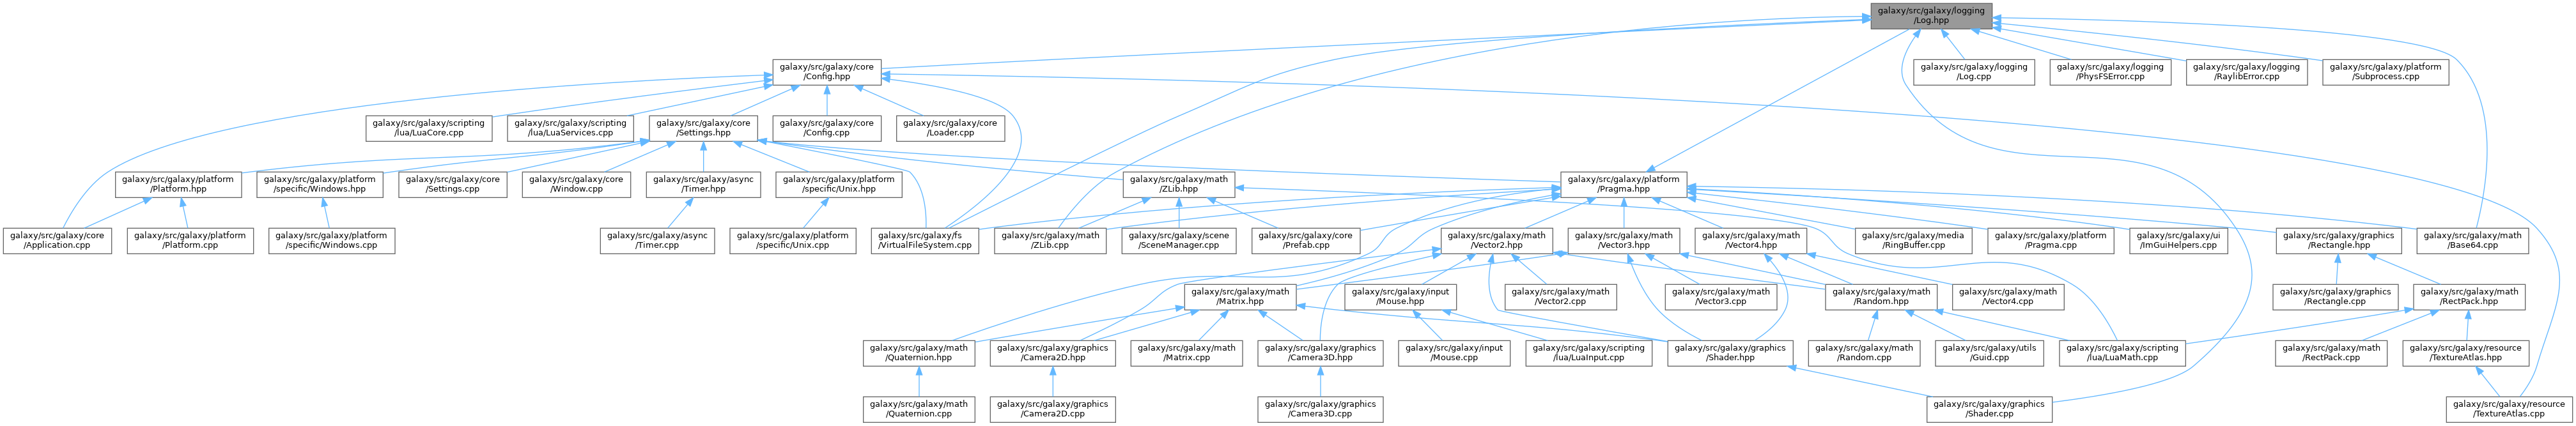 galaxy/src/galaxy/logging
/Log.hpp
galaxy/src/galaxy/core
/Config.hpp
galaxy/src/galaxy/logging
/Log.cpp
galaxy/src/galaxy/logging
/PhysFSError.cpp
galaxy/src/galaxy/logging
/RaylibError.cpp
galaxy/src/galaxy/platform
/Subprocess.cpp
galaxy/src/galaxy/scripting
/lua/LuaCore.cpp
galaxy/src/galaxy/scripting
/lua/LuaServices.cpp
galaxy/src/galaxy/core
/Settings.hpp
galaxy/src/galaxy/core
/Config.cpp
galaxy/src/galaxy/core
/Loader.cpp
galaxy/src/galaxy/platform
/Platform.hpp
galaxy/src/galaxy/platform
/specific/Windows.hpp
galaxy/src/galaxy/core
/Settings.cpp
galaxy/src/galaxy/core
/Window.cpp
galaxy/src/galaxy/async
/Timer.hpp
galaxy/src/galaxy/platform
/specific/Unix.hpp
galaxy/src/galaxy/math
/ZLib.hpp
galaxy/src/galaxy/platform
/Pragma.hpp
galaxy/src/galaxy/core
/Application.cpp
galaxy/src/galaxy/platform
/Platform.cpp
galaxy/src/galaxy/platform
/specific/Windows.cpp
galaxy/src/galaxy/async
/Timer.cpp
galaxy/src/galaxy/platform
/specific/Unix.cpp
galaxy/src/galaxy/fs
/VirtualFileSystem.cpp
galaxy/src/galaxy/math
/ZLib.cpp
galaxy/src/galaxy/scene
/SceneManager.cpp
galaxy/src/galaxy/core
/Prefab.cpp
galaxy/src/galaxy/math
/Vector2.hpp
galaxy/src/galaxy/math
/Vector3.hpp
galaxy/src/galaxy/math
/Vector4.hpp
galaxy/src/galaxy/media
/RingBuffer.cpp
galaxy/src/galaxy/platform
/Pragma.cpp
galaxy/src/galaxy/ui
/ImGuiHelpers.cpp
galaxy/src/galaxy/graphics
/Rectangle.hpp
galaxy/src/galaxy/math
/Base64.cpp
galaxy/src/galaxy/math
/Matrix.hpp
galaxy/src/galaxy/input
/Mouse.hpp
galaxy/src/galaxy/math
/Vector2.cpp
galaxy/src/galaxy/math
/Vector3.cpp
galaxy/src/galaxy/math
/Random.hpp
galaxy/src/galaxy/math
/Vector4.cpp
galaxy/src/galaxy/graphics
/Rectangle.cpp
galaxy/src/galaxy/math
/RectPack.hpp
galaxy/src/galaxy/math
/Quaternion.hpp
galaxy/src/galaxy/graphics
/Camera2D.hpp
galaxy/src/galaxy/math
/Matrix.cpp
galaxy/src/galaxy/graphics
/Camera3D.hpp
galaxy/src/galaxy/input
/Mouse.cpp
galaxy/src/galaxy/scripting
/lua/LuaInput.cpp
galaxy/src/galaxy/graphics
/Shader.hpp
galaxy/src/galaxy/math
/Random.cpp
galaxy/src/galaxy/utils
/Guid.cpp
galaxy/src/galaxy/scripting
/lua/LuaMath.cpp
galaxy/src/galaxy/math
/RectPack.cpp
galaxy/src/galaxy/resource
/TextureAtlas.hpp
galaxy/src/galaxy/math
/Quaternion.cpp
galaxy/src/galaxy/graphics
/Camera2D.cpp
galaxy/src/galaxy/graphics
/Camera3D.cpp
galaxy/src/galaxy/graphics
/Shader.cpp
galaxy/src/galaxy/resource
/TextureAtlas.cpp